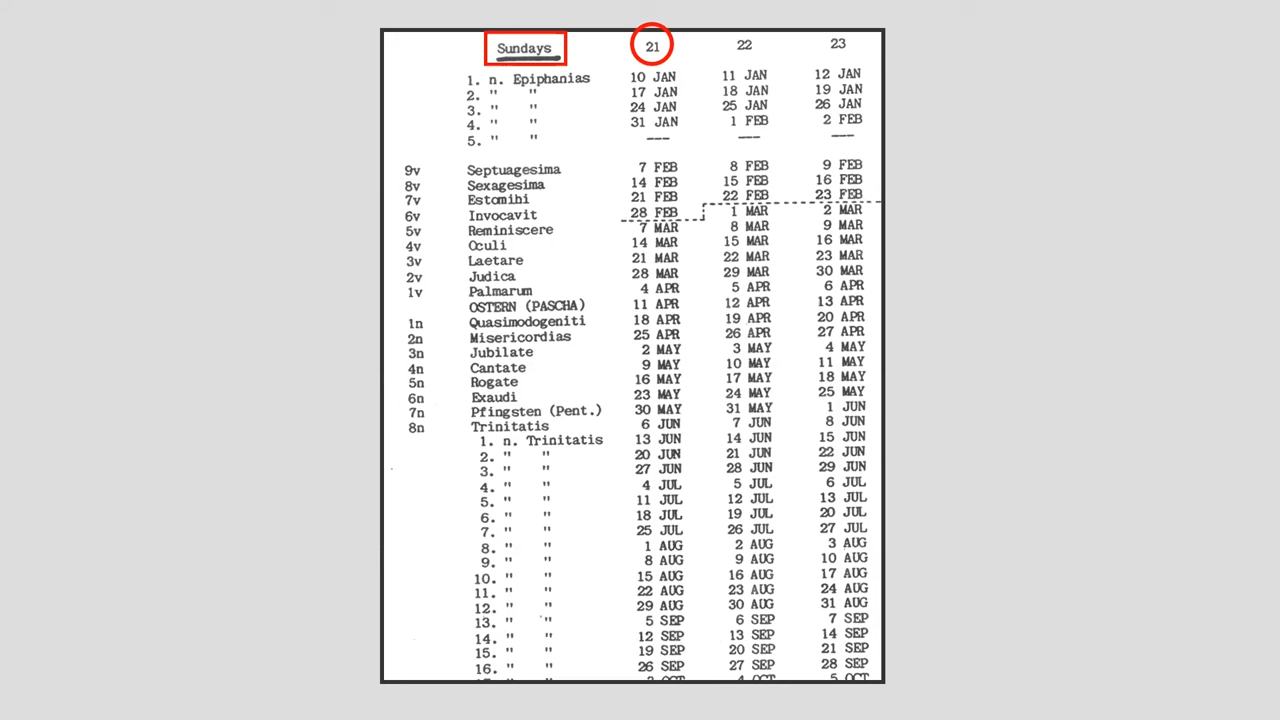 Sundays 21 22 23
1. n. Epiphanias 10 JAN 11 JAN 12 JAN
2. " " 17 JAN 18 JAN 19 JAN
3. " " 24 JAN 25 JAN 26 JAN
4. " " 31 JAN 1 FEB 2 FEB
5. " " --- --- ---
9v Septuagesima 7 FEB 8 FEB 9 FEB
8v Sexagesima 14 FEB 15 FEB 16 FEB
7v Estomihi 21 FEB 22 FEB 23 FEB
6v Invocavit 28 FEB 1 MAR 2 MAR
5v Reminiscere 7 MAR 8 MAR 9 MAR
4v Oculi 14 MAR 15 MAR 16 MAR
3v Laetare 21 MAR 22 MAR 23 MAR
2v Judica 28 MAR 29 MAR 30 MAR
1v Palmarum 4 APR 5 APR 6 APR
OSTERN (PASCHA) 11 APR 12 APR 13 APR
1n Quasimodogeniti 18 APR 19 APR 20 APR
2n Misericordias 25 APR 26 APR 27 APR
3n Jubilate 2 MAY 3 MAY 4 MAY
4n Cantate 9 MAY 10 MAY 11 MAY
5n Rogate 16 MAY 17 MAY 18 MAY
6n Exaudi 23 MAY 24 MAY 25 MAY
7n Pfingsten (Pent.) 30 MAY 31 MAY 1 JUN
8n Trinitatis 6 JUN 7 JUN 8 JUN
1. n. Trinitatis 13 JUN 14 JUN 15 JUN
2. " " 20 JUN 21 JUN 22 JUN
3. " " 27 JUN 28 JUN 29 JUN
4. " " 4 JUL 5 JUL 6 JUL
5. " " 11 JUL 12 JUL 13 JUL
6. " " 18 JUL 19 JUL 20 JUL
7. " " 25 JUL 26 JUL 27 JUL
8. " " 1 AUG 2 AUG 3 AUG
9. " " 8 AUG 9 AUG 10 AUG
10. " " 15 AUG 16 AUG 17 AUG
11. " " 22 AUG 23 AUG 24 AUG
12. " " 29 AUG 30 AUG 31 AUG
13. " " 5 SEP 6 SEP 7 SEP
14. " " 12 SEP 13 SEP 14 SEP
15. " " 19 SEP 20 SEP 21 SEP
16. " " 26 SEP 27 SEP 28 SEP